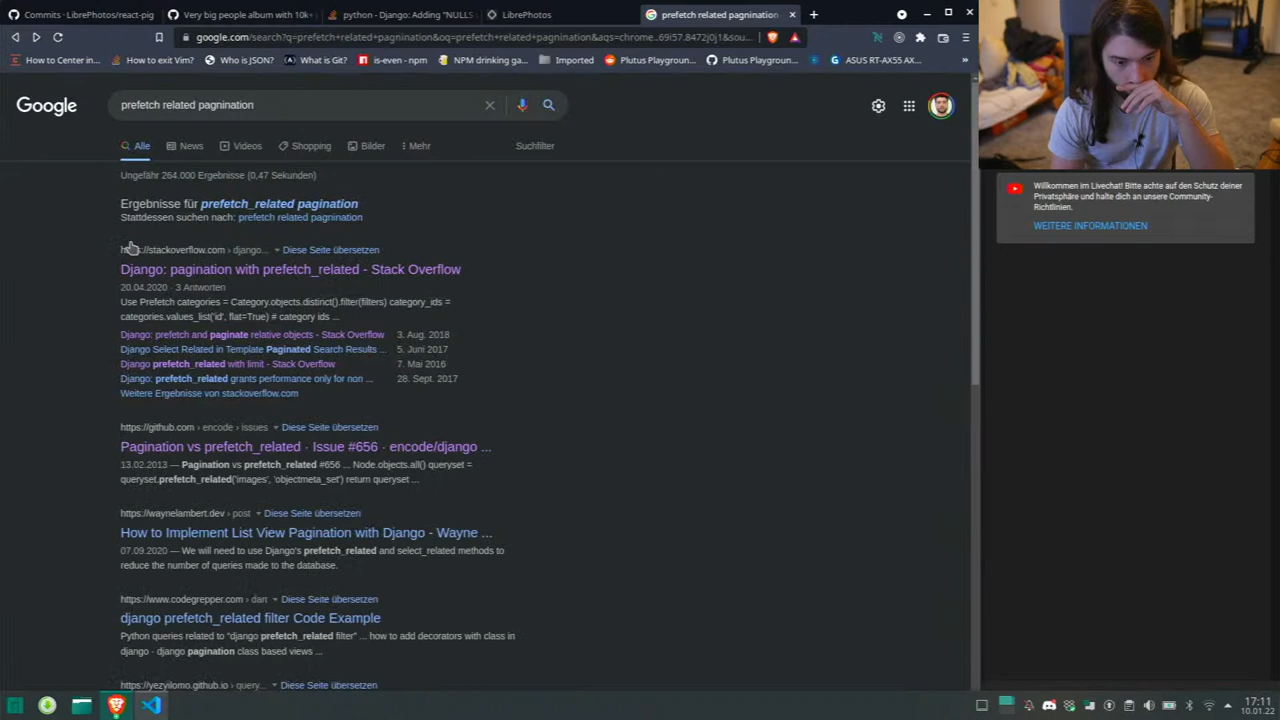 Commits · LibrePhotos/react-pig
Very big people album with 10k+
python - Django: Adding "NULLS
LibrePhotos
prefetch related pagnination
google.com/search?q=prefetch+related+pagnination&oq=prefetch+related+pagnination&aqs=chrome..69i57.8472j0j1&sou...
How to Center in...
How to exit Vim?
Who is JSON?
What is Git?
is-even - npm
NPM drinking ga...
Imported
Plutus Playgroun...
Plutus Playgroun...
ASUS RT-AX55 AX...
Google
prefetch related pagnination
Alle
News
Videos
Shopping
Bilder
Mehr
Suchfilter
Ungefähr 264.000 Ergebnisse (0,47 Sekunden)
Ergebnisse für prefetch_related pagination
Stattdessen suchen nach: prefetch related pagnination
https://stackoverflow.com › django... Diese Seite übersetzen
Django: pagination with prefetch_related - Stack Overflow
20.04.2020 · 3 Antworten
Use Prefetch categories = Category.objects.distinct().filter(filters) category_ids =
categories.values_list('id', flat=True) # category ids ...
Django: prefetch and paginate relative objects - Stack Overflow 3. Aug. 2018
Django Select Related in Template Paginated Search Results ... 5. Juni 2017
Django prefetch_related with limit - Stack Overflow 7. Mai 2016
Django: prefetch_related grants performance only for non ... 28. Sept. 2017
Weitere Ergebnisse von stackoverflow.com
https://github.com › encode › issues Diese Seite übersetzen
Pagination vs prefetch_related · Issue #656 · encode/django ...
13.02.2013 — Pagination vs prefetch_related #656 ... Node.objects.all() queryset =
queryset.prefetch_related('images', 'objectmeta_set') return queryset ...
https://waynelambert.dev › post Diese Seite übersetzen
How to Implement List View Pagination with Django - Wayne ...
07.09.2020 — We will need to use Django's prefetch_related and select_related methods to
reduce the number of queries made to the database.
https://www.codegrepper.com › dart Diese Seite übersetzen
django prefetch_related filter Code Example
Python queries related to "django prefetch_related filter" ... how to add decorators with class in
django · django pagination class based views ...
https://yezyilomo.github.io › query... Diese Seite übersetzen
Willkommen im Livechat! Bitte achte auf den Schutz deiner
Privatsphäre und halte dich an unsere Community-
Richtlinien.
WEITERE INFORMATIONEN
17:11
10.01.22